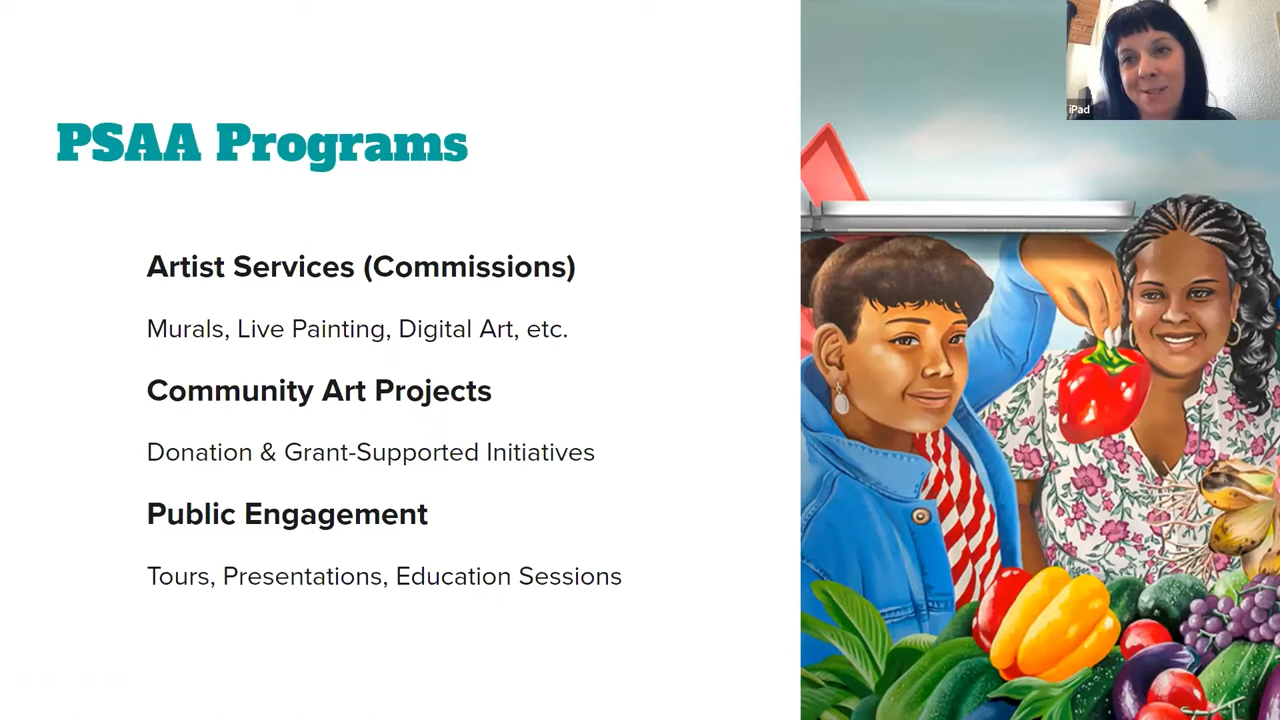 PSAA Programs
Artist Services (Commissions)
Murals, Live Painting, Digital Art, etc.
Community Art Projects
Donation & Grant-Supported Initiatives
Public Engagement
Tours, Presentations, Education Sessions
iPad